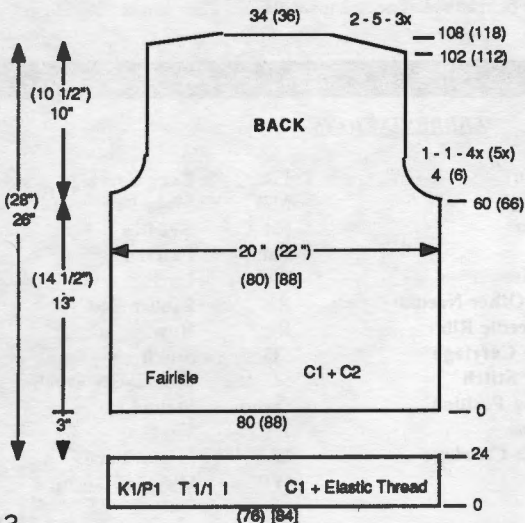 34 (36)
2 - 5 - 3x
108 (118)
102 (112)
(10 1/2")
10"
BACK
1 - 1 - 4x (5x)
4 (6)
60 (66)
(28")
26"
20 " (22 ")
(80) [88]
(14 1/2")
13"
Fairisle
C1 + C2
3"
80 (88)
0
24
K1/P1 T 1/1 I
C1 + Elastic Thread
0
(76) [84]